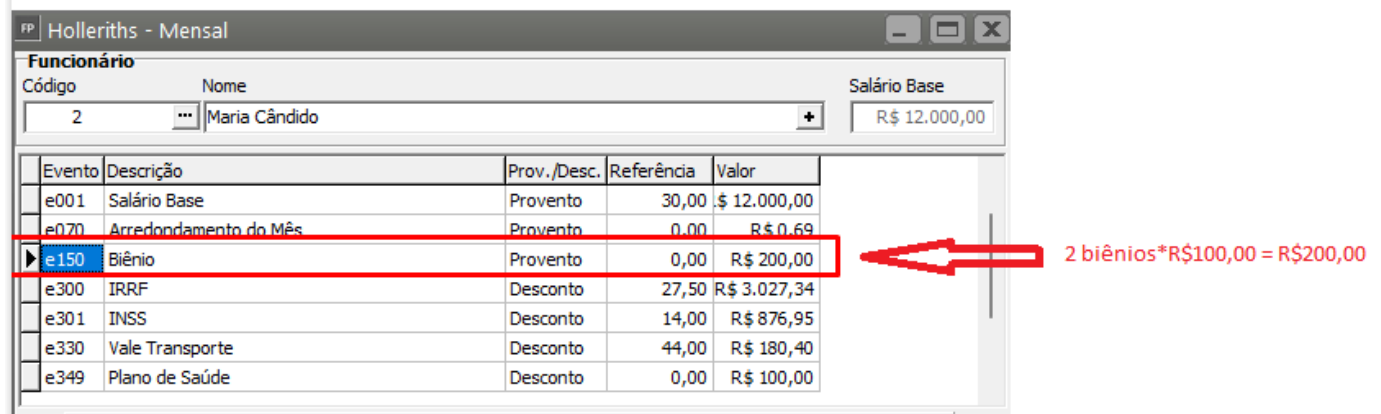 FP Holleriths - Mensal
Funcionário
Código Nome Salário Base
2 ... Maria Cândido + R$ 12.000,00
Evento Descrição Prov./Desc. Referência Valor
e001 Salário Base Provento 30,00 .$ 12.000,00
e070 Arredondamento do Mês Provento 0,00 R$ 0,69
e150 Biênio Provento 0,00 R$ 200,00
2 biênios*R$100,00 = R$200,00
e300 IRRF Desconto 27,50 R$ 3.027,34
e301 INSS Desconto 14,00 R$ 876,95
e330 Vale Transporte Desconto 44,00 R$ 180,40
e349 Plano de Saúde Desconto 0,00 R$ 100,00